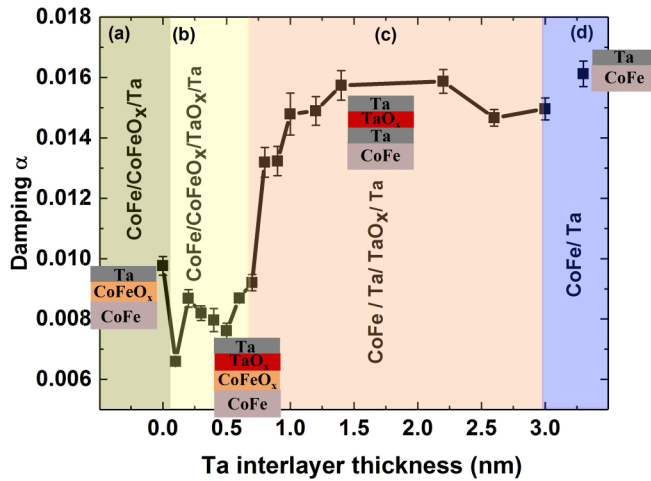 (a)
(b)
(c)
(d)
0.018
0.016
0.014
0.012
0.010
0.008
0.006
Damping α
CoFe/CoFeOₓ/Ta
CoFe/CoFeOₓ/TaOₓ/Ta
CoFe / Ta/ TaOₓ/ Ta
CoFe/ Ta
Ta
CoFeOₓ
CoFe
Ta
TaOₓ
CoFeOₓ
CoFe
Ta
TaOₓ
Ta
CoFe
Ta
CoFe
0.0 0.5 1.0 1.5 2.0 2.5 3.0
Ta interlayer thickness (nm)